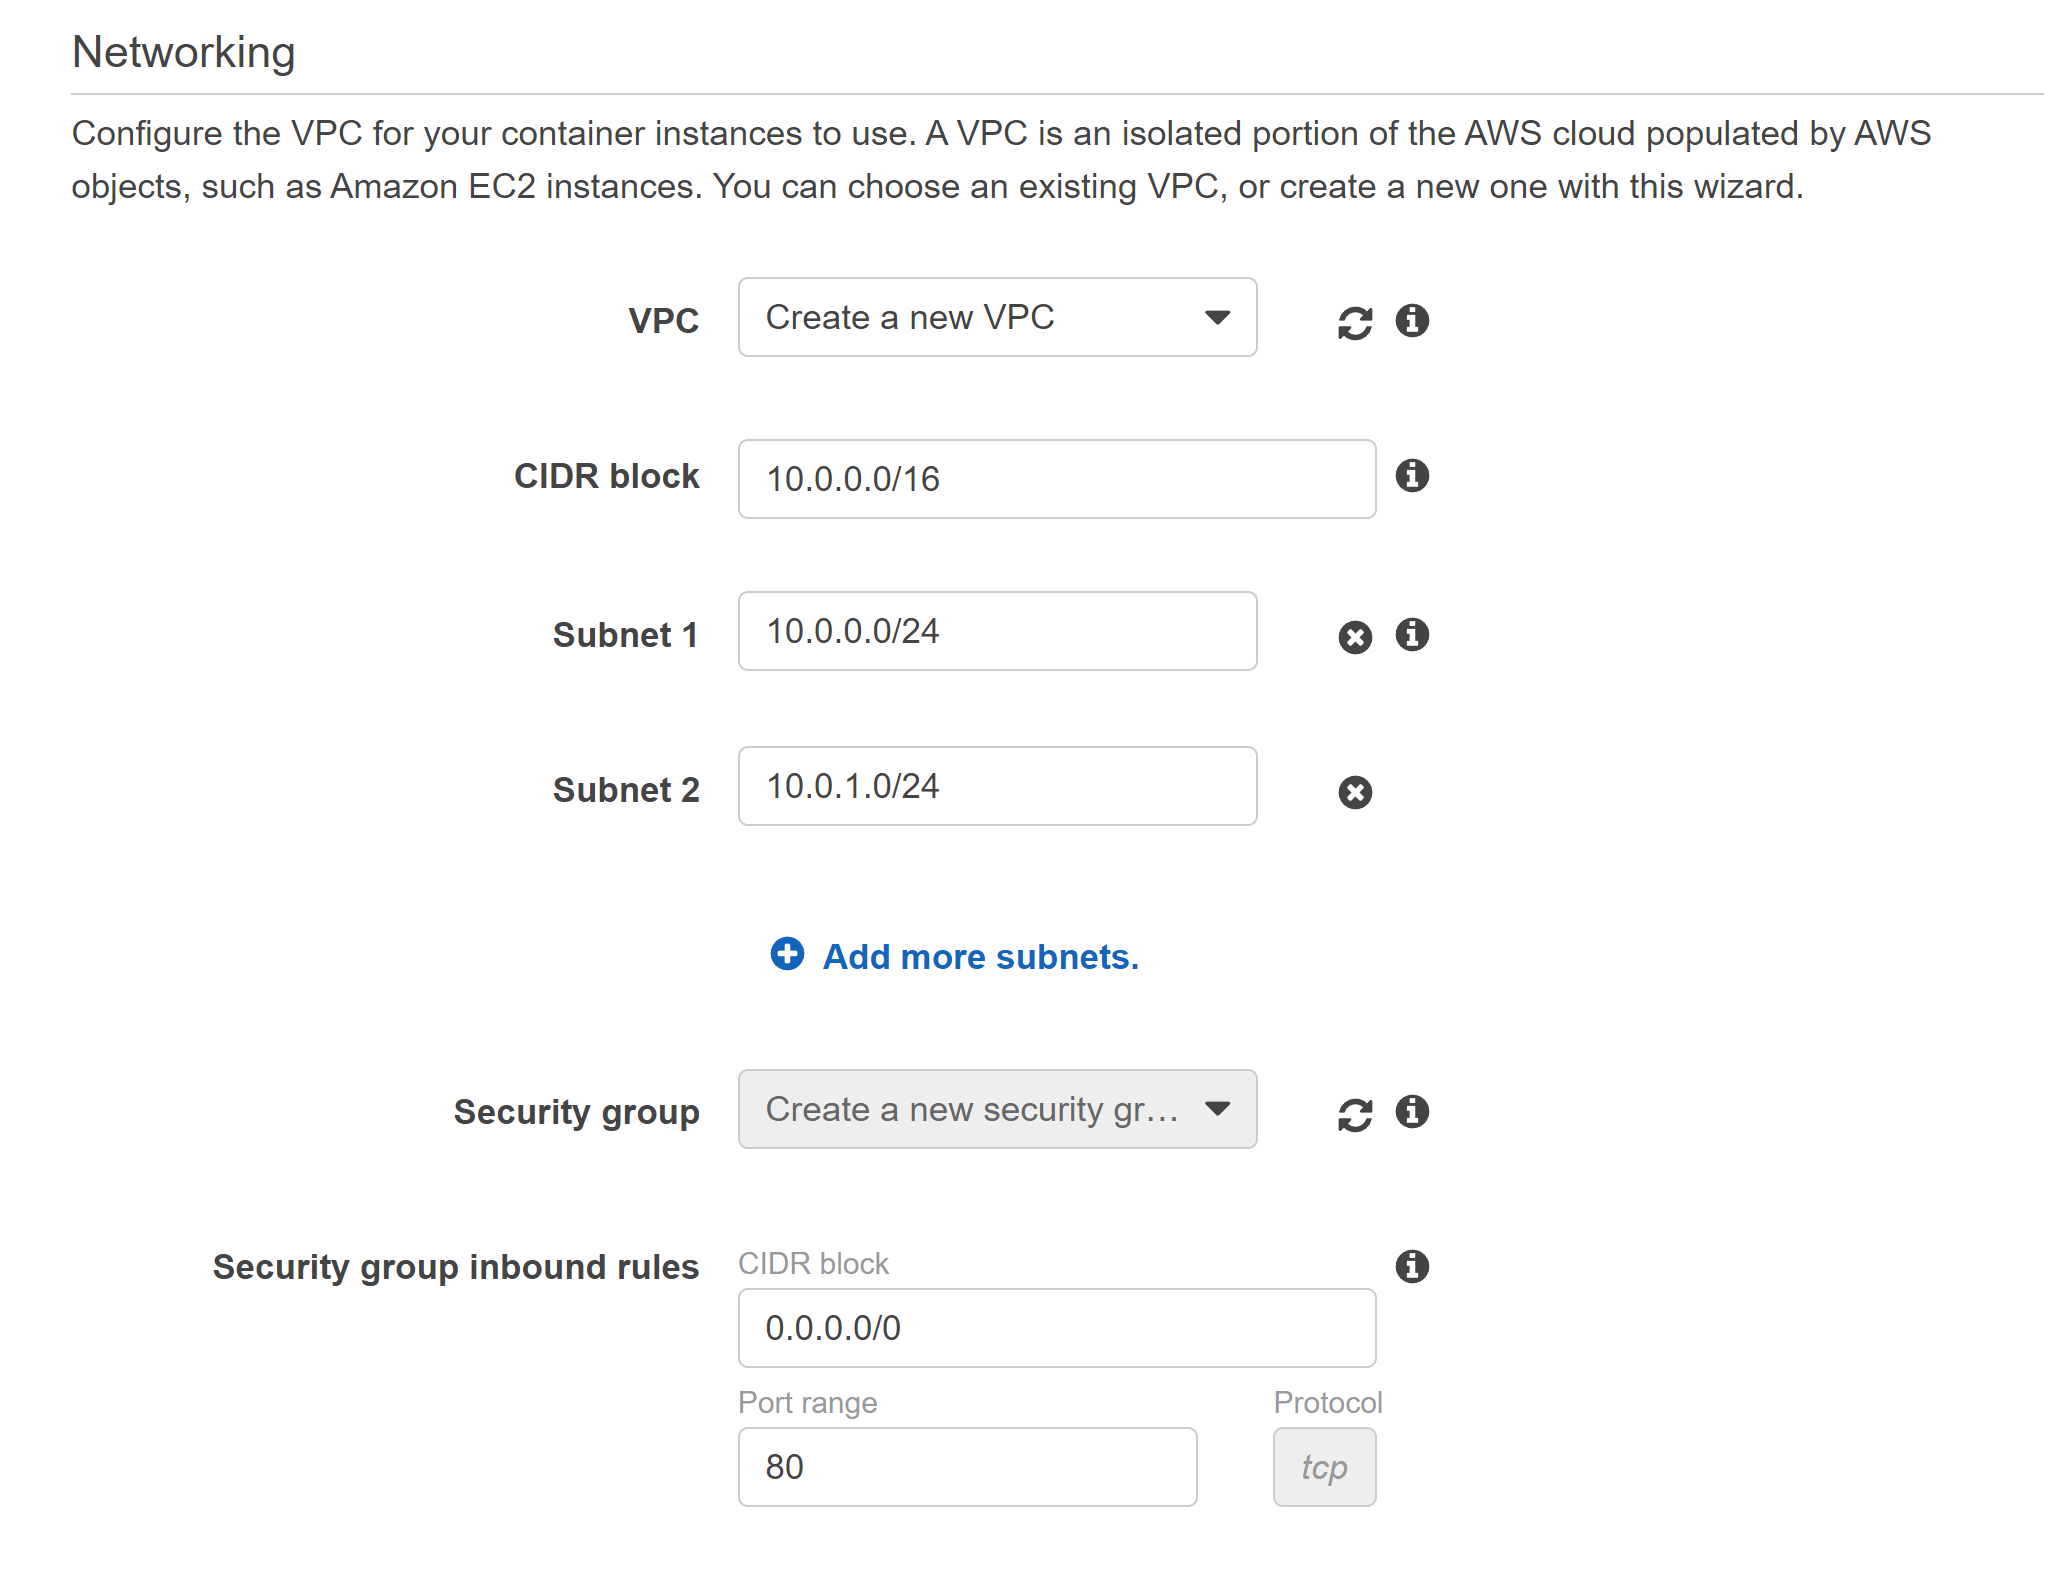 Networking
Configure the VPC for your container instances to use. A VPC is an isolated portion of the AWS cloud populated by AWS
objects, such as Amazon EC2 instances. You can choose an existing VPC, or create a new one with this wizard.
VPC Create a new VPC
CIDR block 10.0.0.0/16
Subnet 1 10.0.0.0/24
Subnet 2 10.0.1.0/24
Add more subnets.
Security group Create a new security gr...
Security group inbound rules CIDR block
0.0.0.0/0
Port range Protocol
80 tcp